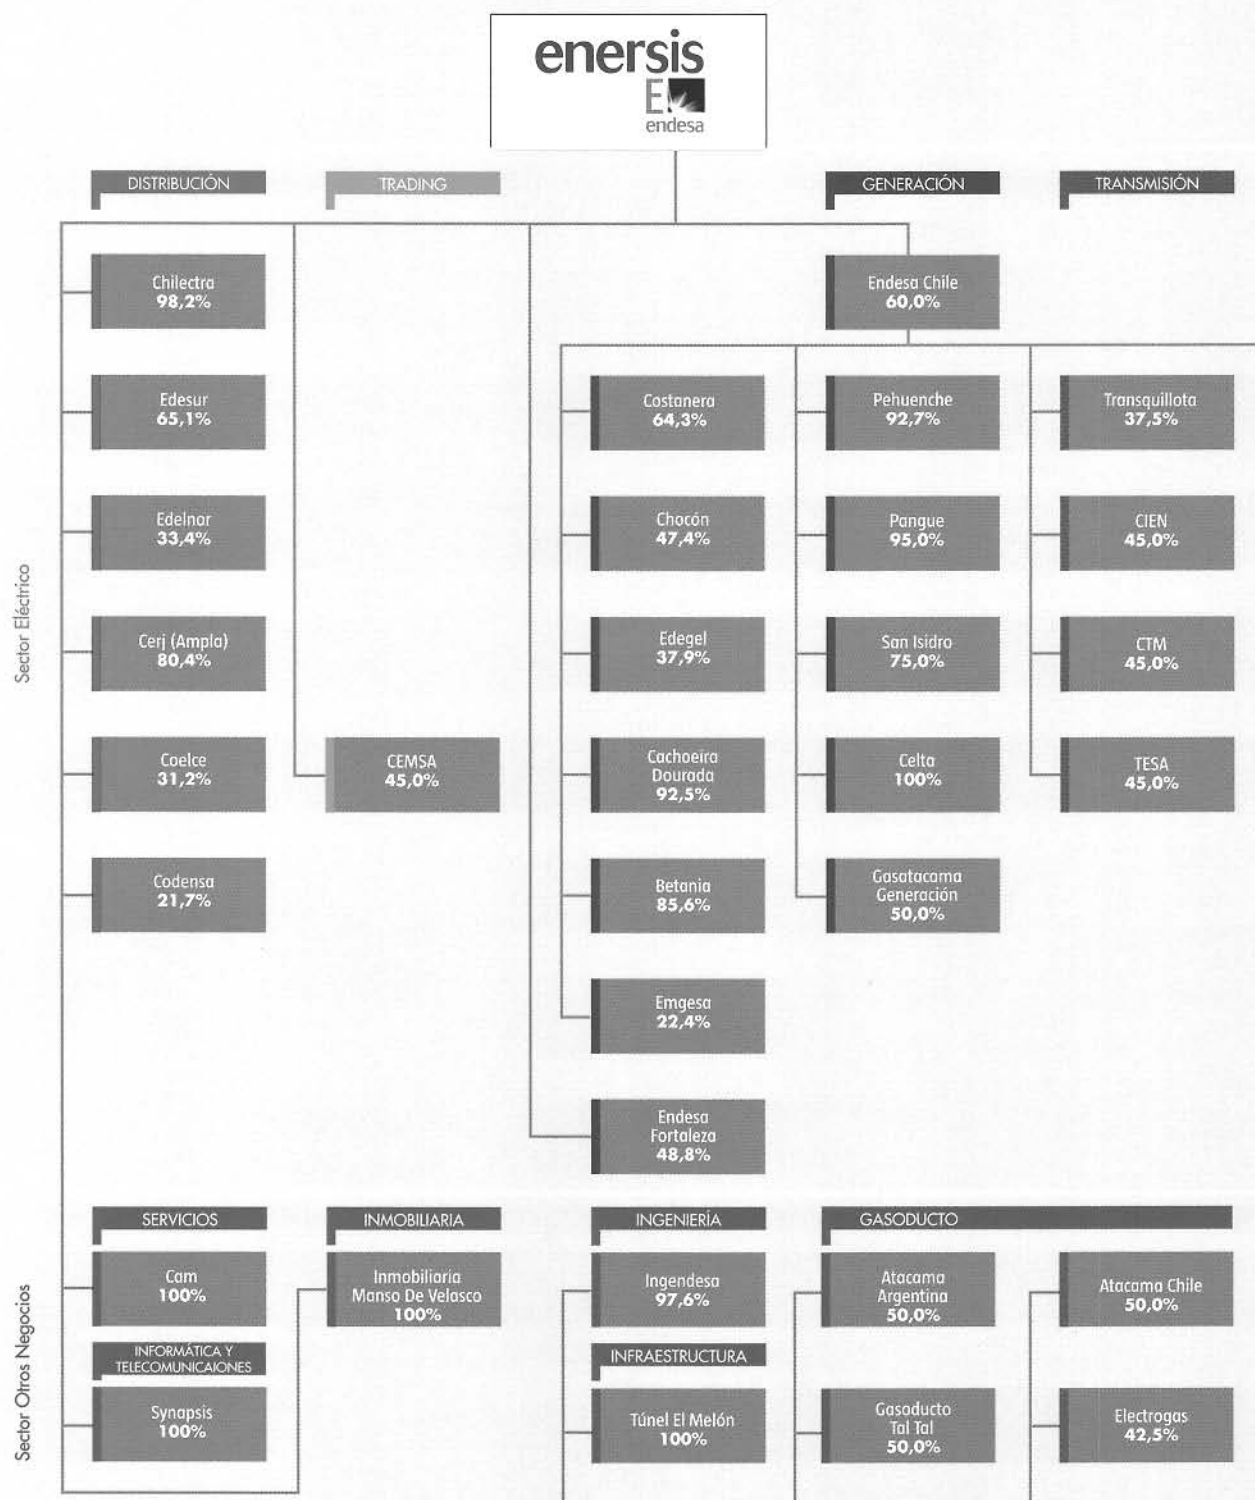 enersis
E
endesa
DISTRIBUCIÓN
TRADING
GENERACIÓN
TRANSMISIÓN
Sector Eléctrico
Chilectra
98,2%
Endesa Chile
60,0%
Edesur
65,1%
Costanera
64,3%
Pehuenche
92,7%
Transquillota
37,5%
Edelnor
33,4%
Chocón
47,4%
Pangue
95,0%
CIEN
45,0%
Cerj (Ampla)
80,4%
Edegel
37,9%
San Isidro
75,0%
CTM
45,0%
Coelce
31,2%
CEMSA
45,0%
Cachoeira
Dourada
92,5%
Celta
100%
TESA
45,0%
Codensa
21,7%
Betania
85,6%
Gasatacama
Generación
50,0%
Emgesa
22,4%
Endesa
Fortaleza
48,8%
Sector Otros Negocios
SERVICIOS
INMOBILIARIA
INGENIERÍA
GASODUCTO
Cam
100%
Inmobiliaria
Manso De Velasco
100%
Ingendesa
97,6%
Atacama
Argentina
50,0%
Atacama Chile
50,0%
INFORMÁTICA Y
TELECOMUNICAIONES
INFRAESTRUCTURA
Synapsis
100%
Túnel El Melón
100%
Gasoducto
Tal Tal
50,0%
Electrogas
42,5%